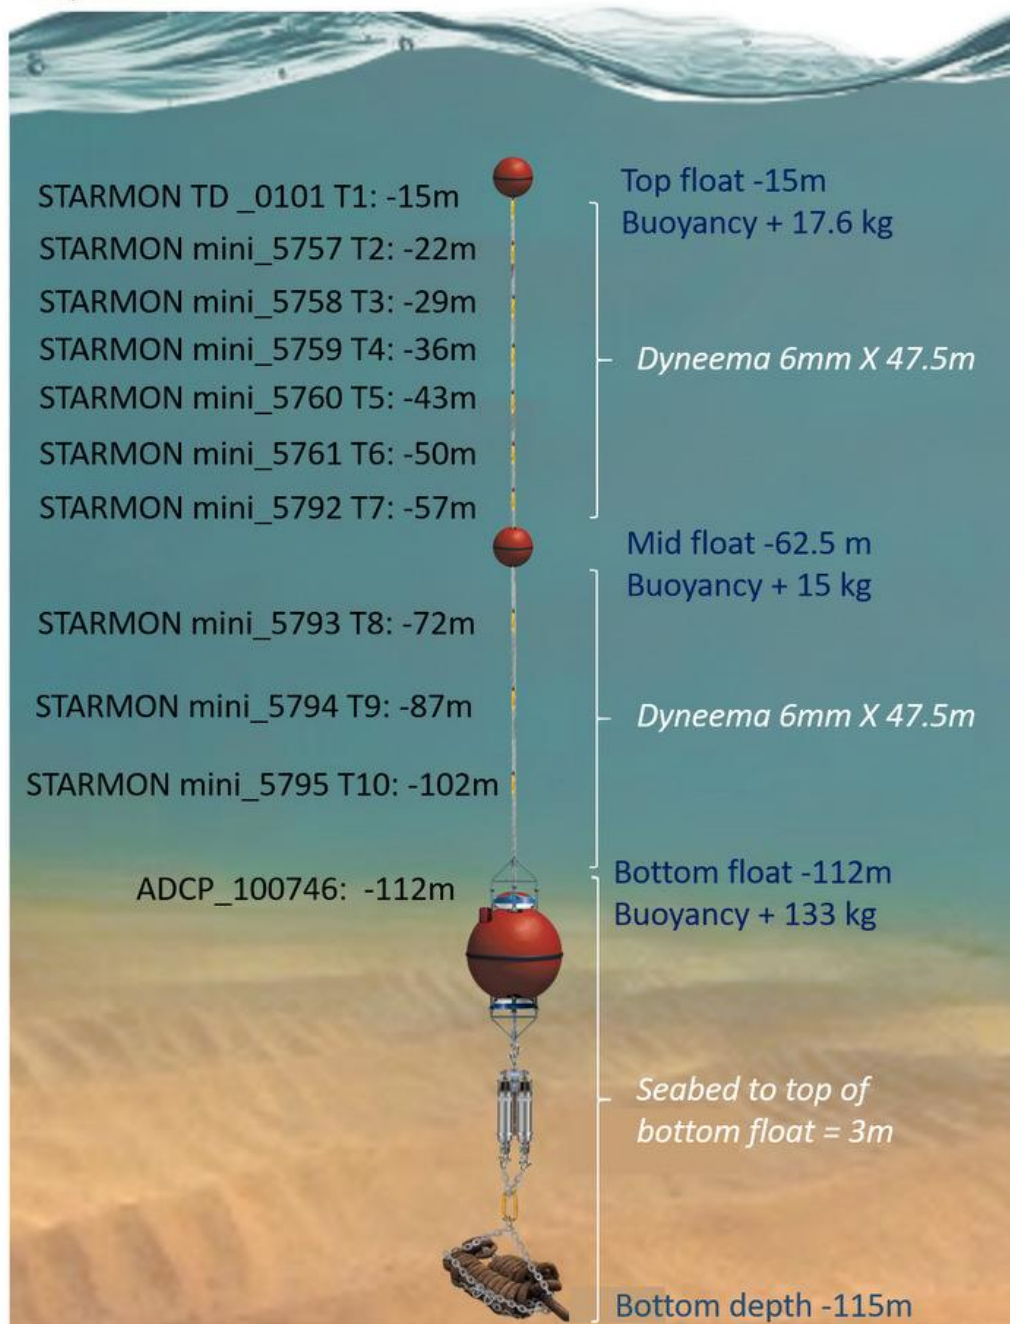 STARMON TD _0101 T1: -15m
STARMON mini_5757 T2: -22m
STARMON mini_5758 T3: -29m
STARMON mini_5759 T4: -36m
STARMON mini_5760 T5: -43m
STARMON mini_5761 T6: -50m
STARMON mini_5792 T7: -57m
STARMON mini_5793 T8: -72m
STARMON mini_5794 T9: -87m
STARMON mini_5795 T10: -102m
ADCP_100746: -112m
Top float -15m
Buoyancy + 17.6 kg
Dyneema 6mm X 47.5m
Mid float -62.5 m
Buoyancy + 15 kg
Dyneema 6mm X 47.5m
Bottom float -112m
Buoyancy + 133 kg
Seabed to top of
bottom float = 3m
Bottom depth -115m